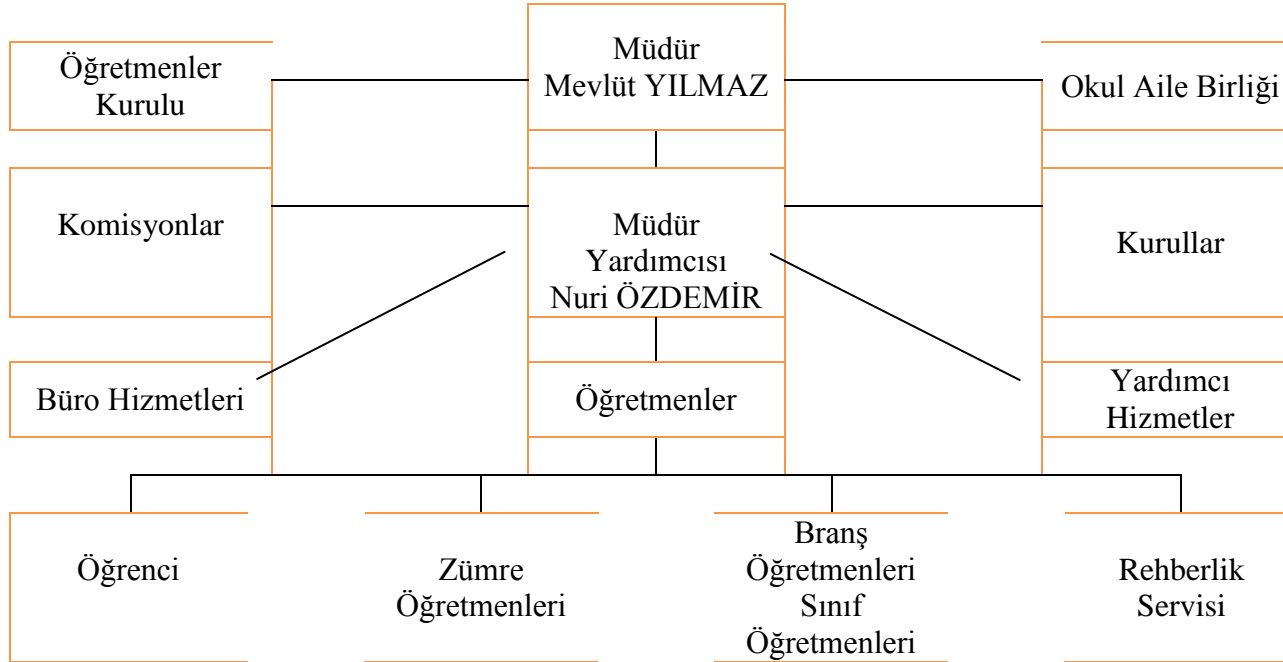 Müdür
Mevlüt YILMAZ
Öğretmenler
Kurulu
Okul Aile Birliği
Komisyonlar
Müdür
Yardımcısı
Nuri ÖZDEMİR
Kurullar
Büro Hizmetleri
Öğretmenler
Yardımcı
Hizmetler
Öğrenci
Zümre
Öğretmenleri
Branş
Öğretmenleri
Sınıf
Öğretmenleri
Rehberlik
Servisi